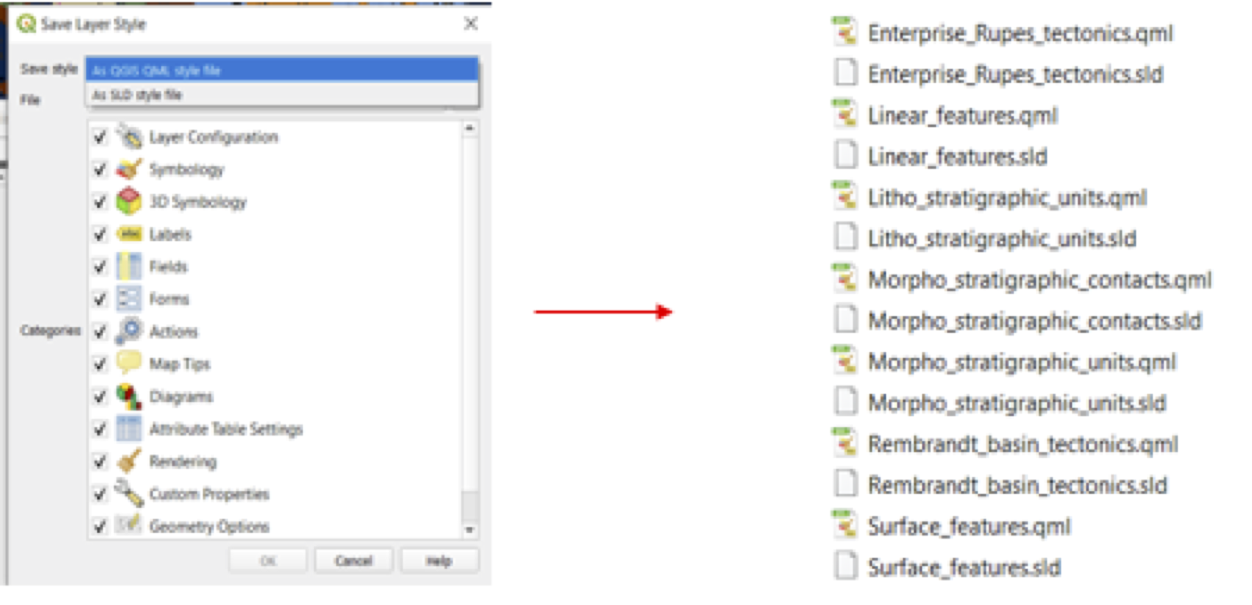 Save Layer Style
Save style As QGIS QML style file
As SLD style file
File
Layer Configuration
Symbology
3D Symbology
abc Labels
Fields
Forms
Categories Actions
Map Tips
Diagrams
Attribute Table Settings
Rendering
Custom Properties
Geometry Options
OK Cancel Help
Enterprise_Rupes_tectonics.qml
Enterprise_Rupes_tectonics.sld
Linear_features.qml
Linear_features.sld
Litho_stratigraphic_units.qml
Litho_stratigraphic_units.sld
Morpho_stratigraphic_contacts.qml
Morpho_stratigraphic_contacts.sld
Morpho_stratigraphic_units.qml
Morpho_stratigraphic_units.sld
Rembrandt_basin_tectonics.qml
Rembrandt_basin_tectonics.sld
Surface_features.qml
Surface_features.sld